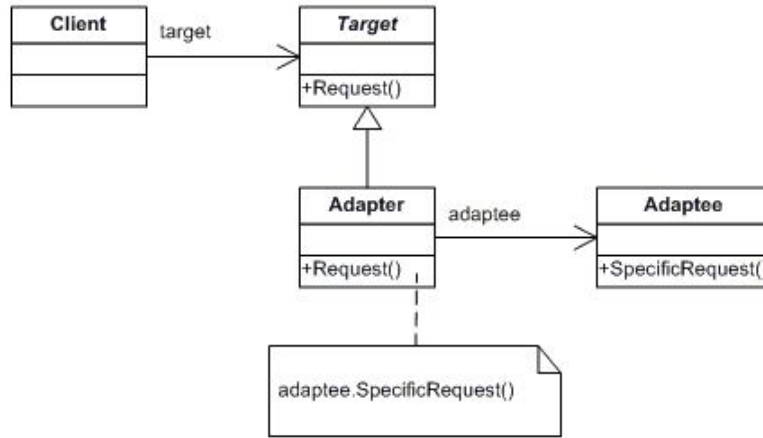 Client
target
Target
+Request()
Adapter
adaptee
Adaptee
+Request()
+SpecificRequest()
adaptee.SpecificRequest()